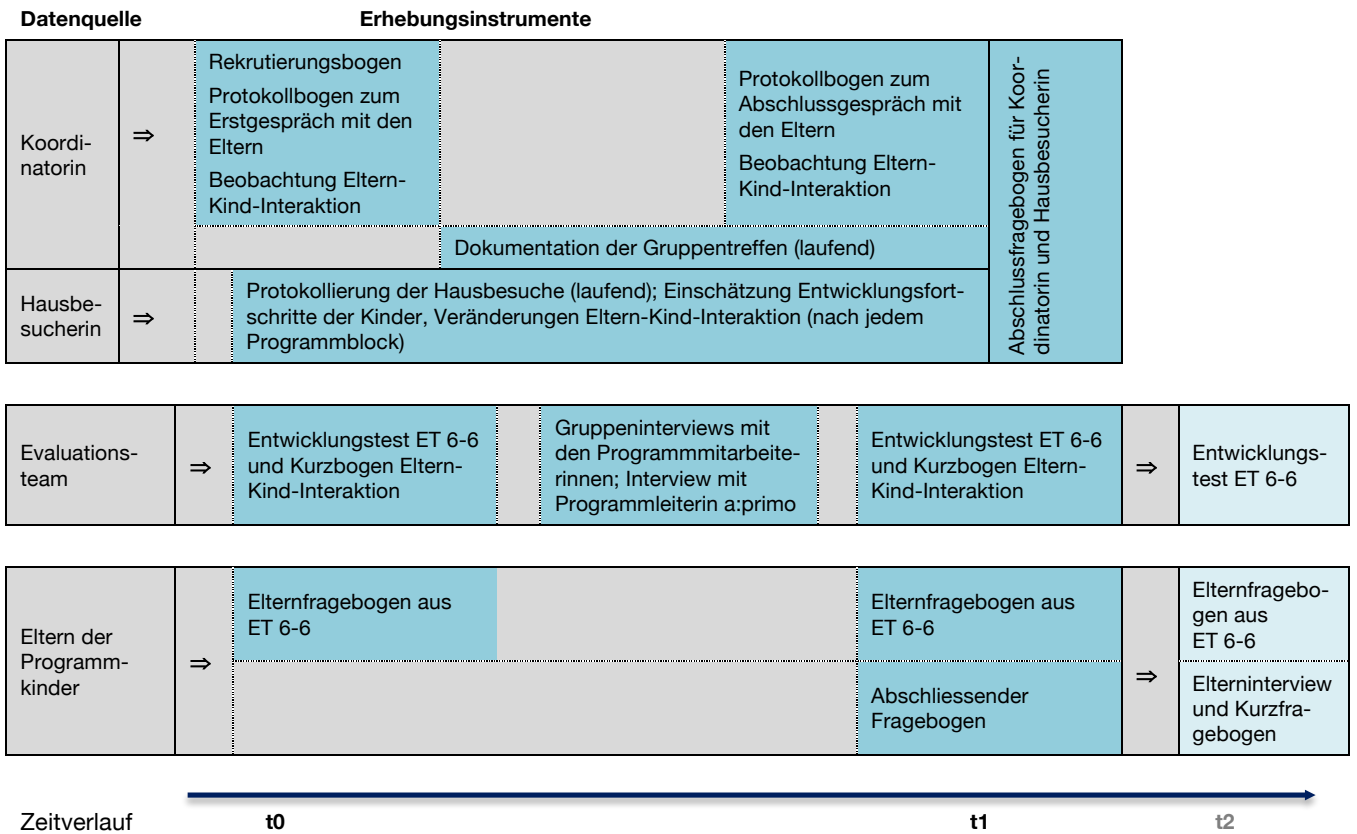 Datenquelle
Erhebungsinstrumente
Koordi-
natorin
⇒
Rekrutierungsbogen
Protokollbogen zum
Erstgespräch mit den
Eltern
Beobachtung Eltern-
Kind-Interaktion
Protokollbogen zum
Abschlussgespräch mit
den Eltern
Beobachtung Eltern-
Kind-Interaktion
Abschlussfragebogen für Koor-
dinatorin und Hausbesucherin
Dokumentation der Gruppentreffen (laufend)
Hausbe-
sucherin
⇒
Protokollierung der Hausbesuche (laufend); Einschätzung Entwicklungsfort-
schritte der Kinder, Veränderungen Eltern-Kind-Interaktion (nach jedem
Programmblock)
Evaluations-
team
⇒
Entwicklungstest ET 6-6
und Kurzbogen Eltern-
Kind-Interaktion
Gruppeninterviews mit
den Programmmitarbeite-
rinnen; Interview mit
Programmleiterin a:primo
Entwicklungstest ET 6-6
und Kurzbogen Eltern-
Kind-Interaktion
⇒
Entwicklungs-
test ET 6-6
Eltern der
Programm-
kinder
⇒
Elternfragebogen aus
ET 6-6
Elternfragebogen aus
ET 6-6
Abschliessender
Fragebogen
⇒
Elternfragebo-
gen aus
ET 6-6
Elterninterview
und Kurzfra-
gebogen
Zeitverlauf
t0
t1
t2